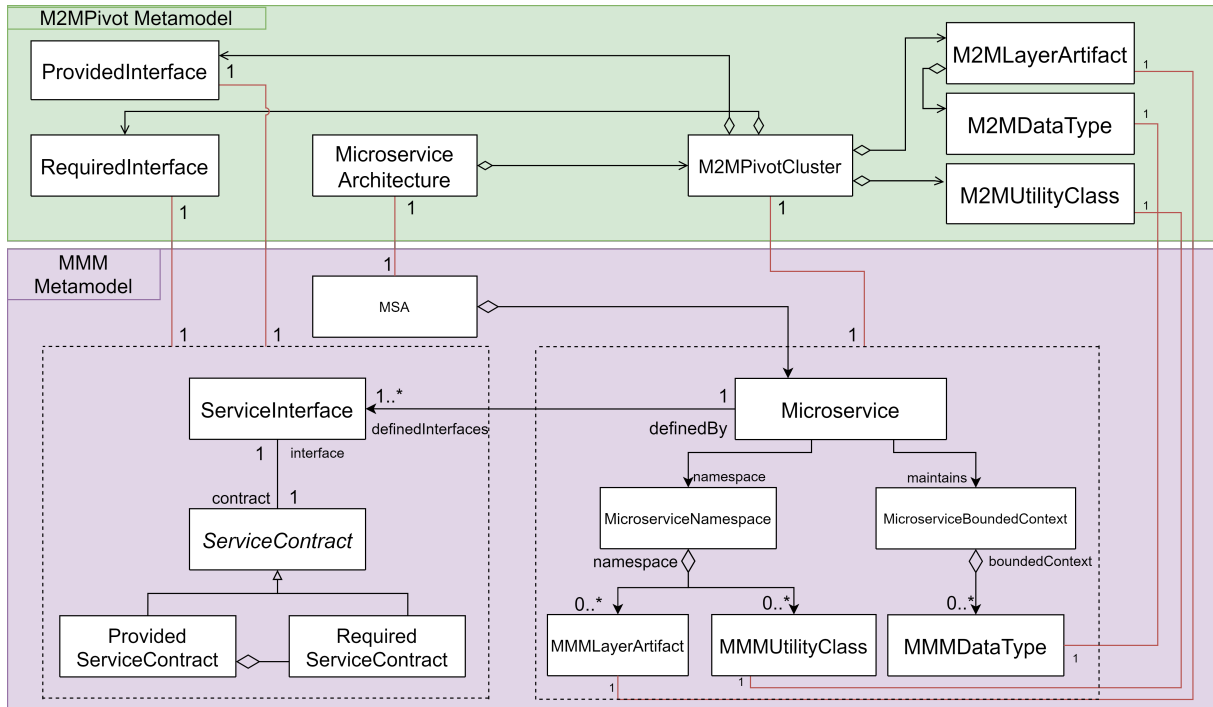 M2MPivot Metamodel
ProvidedInterface
1
M2MLayerArtifact
1
M2MDataType
1
RequiredInterface
1
Microservice
Architecture
1
M2MPivotCluster
1
M2MUtilityClass
1
MMM
Metamodel
1
MSA
1
1
1
ServiceInterface
1..*
definedInterfaces
1
definedBy
Microservice
1
interface
contract
1
namespace
maintains
ServiceContract
MicroserviceNamespace
MicroserviceBoundedContext
namespace
boundedContext
0..*
0..*
0..*
Provided
ServiceContract
Required
ServiceContract
MMMLayerArtifact
MMMUtilityClass
MMMDataType
1
1
1